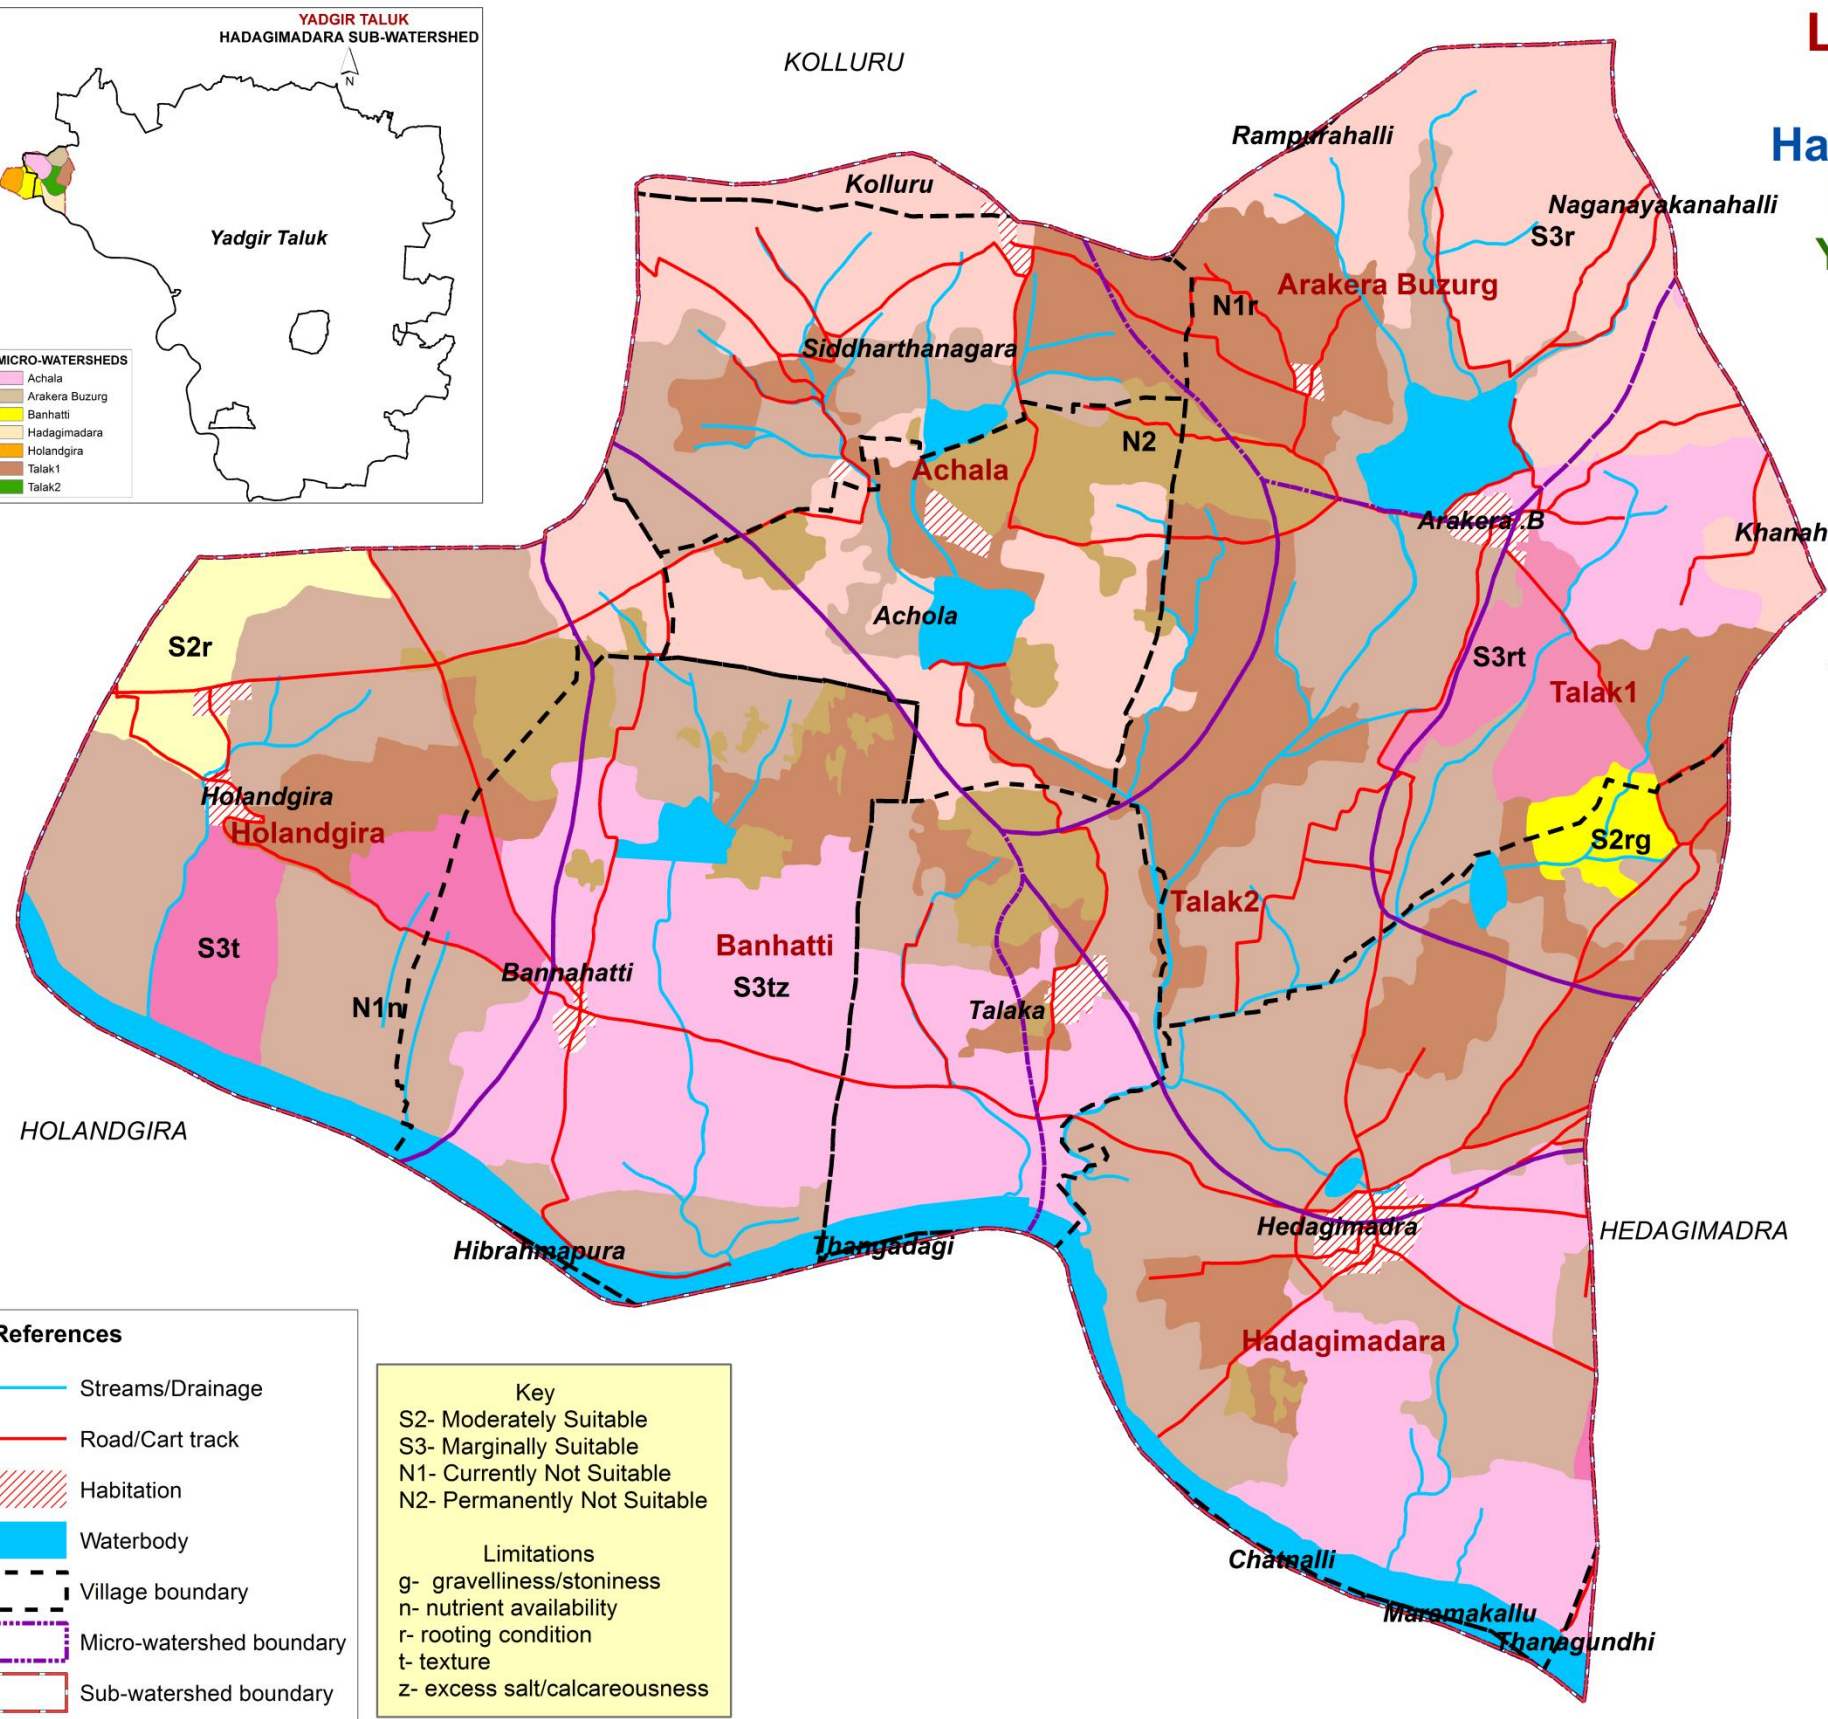 YADGIR TALUK
HADAGIMADARA SUB-WATERSHED
N
Yadgir Taluk
MICRO-WATERSHEDS
Achala
Arakera Buzurg
Banhatti
Hadagimadara
Holandgira
Talak1
Talak2
L
Ha
Y
KOLLURU
Rampurahalli
Kolluru
Naganayakanahalli
S3r
Arakera Buzurg
N1r
Siddharthanagara
N2
Achala
Arakera .B
Khanah
Achola
S2r
S3rt
Talak1
Holandgira
Holandgira
S2rg
Talak2
S3t
Banhatti
Bannahatti
S3tz
N1n
Talaka
HOLANDGIRA
Hedagimadra
HEDAGIMADRA
Hibrahmapura
Thangadagi
Hadagimadara
Chatnalli
Maramakallu
Thanagundhi
References
Streams/Drainage
Road/Cart track
Habitation
Waterbody
Village boundary
Micro-watershed boundary
Sub-watershed boundary
Key
S2- Moderately Suitable
S3- Marginally Suitable
N1- Currently Not Suitable
N2- Permanently Not Suitable
Limitations
g- gravelliness/stoniness
n- nutrient availability
r- rooting condition
t- texture
z- excess salt/calcareousness